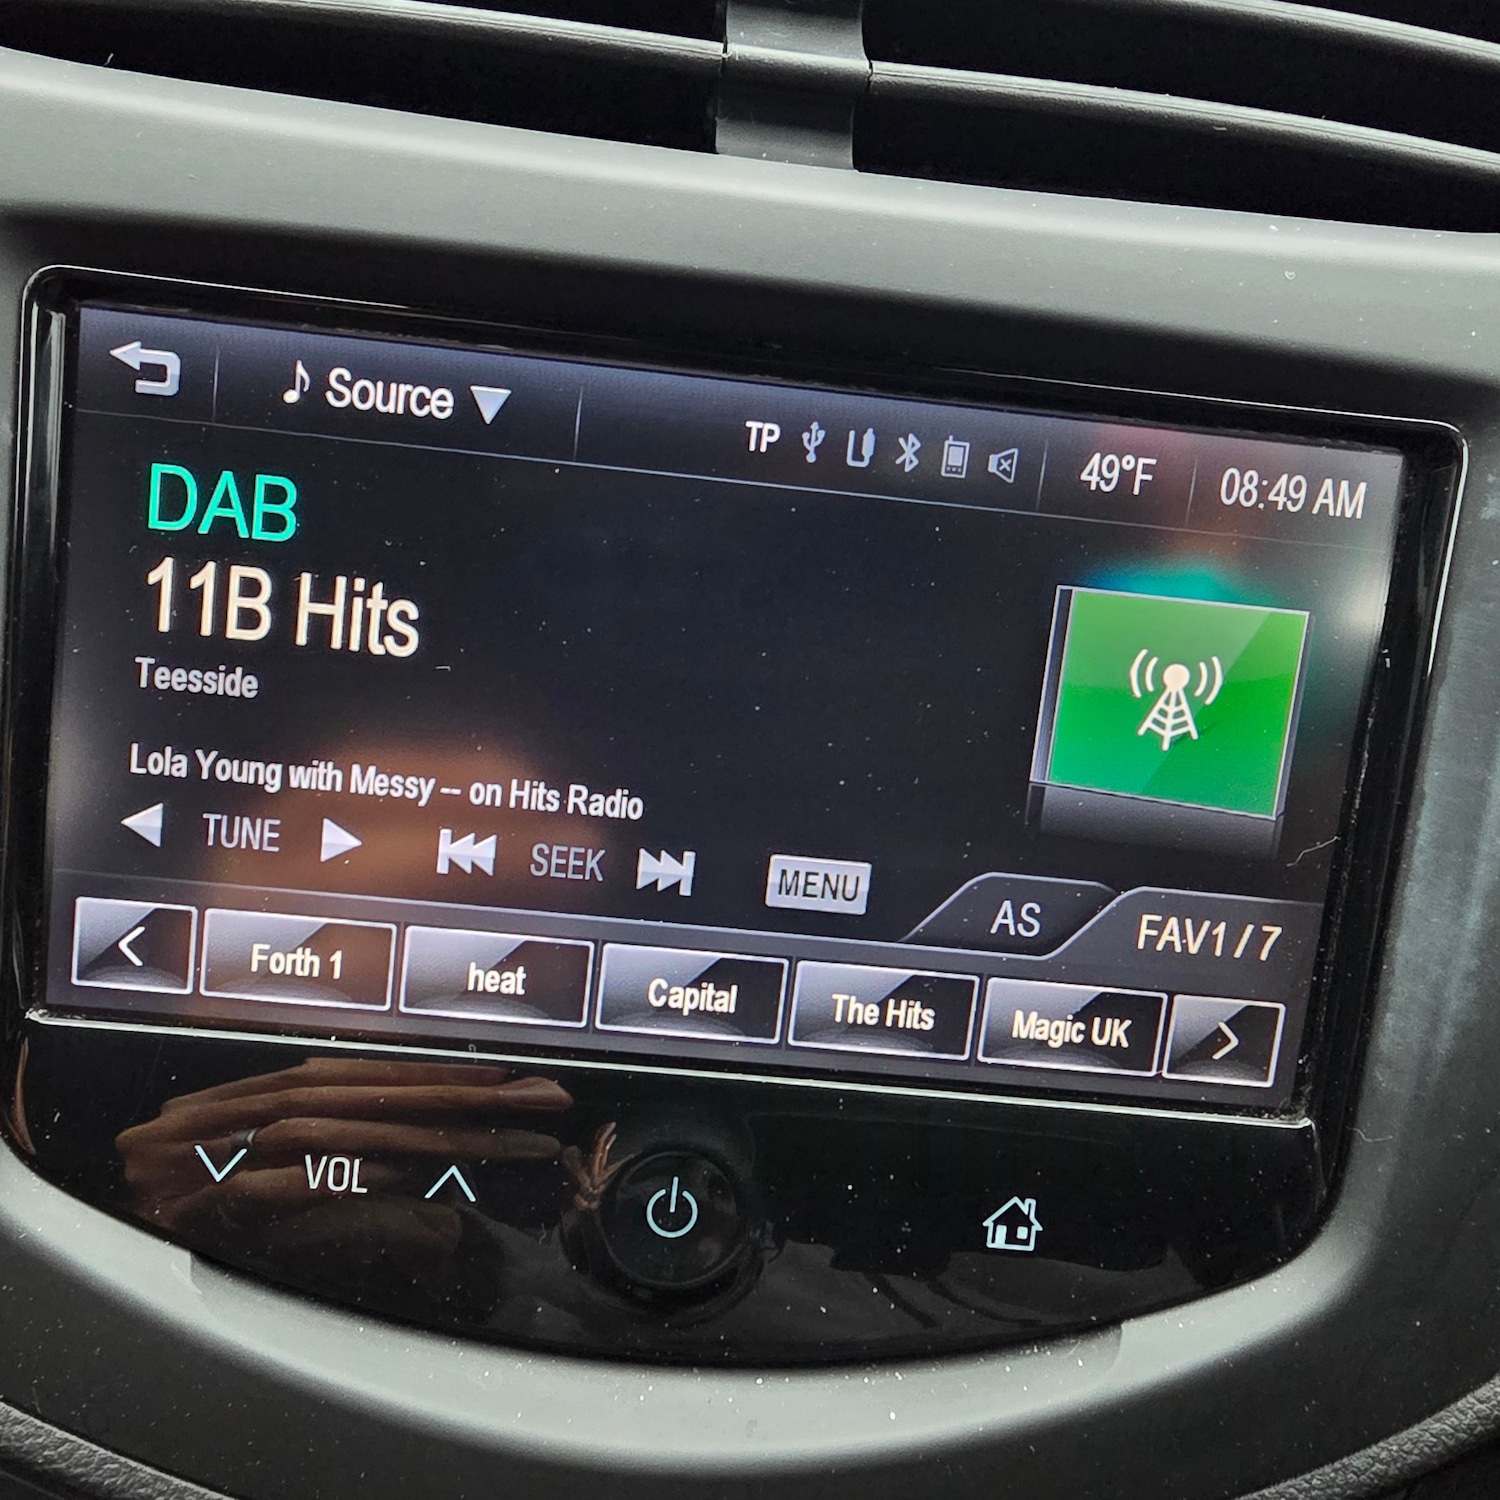 Source
TP 49°F 08:49 AM
DAB
11B Hits
Teesside
Lola Young with Messy -- on Hits Radio
TUNE SEEK MENU AS FAV1 / 7
Forth 1 heat Capital The Hits Magic UK
VOL